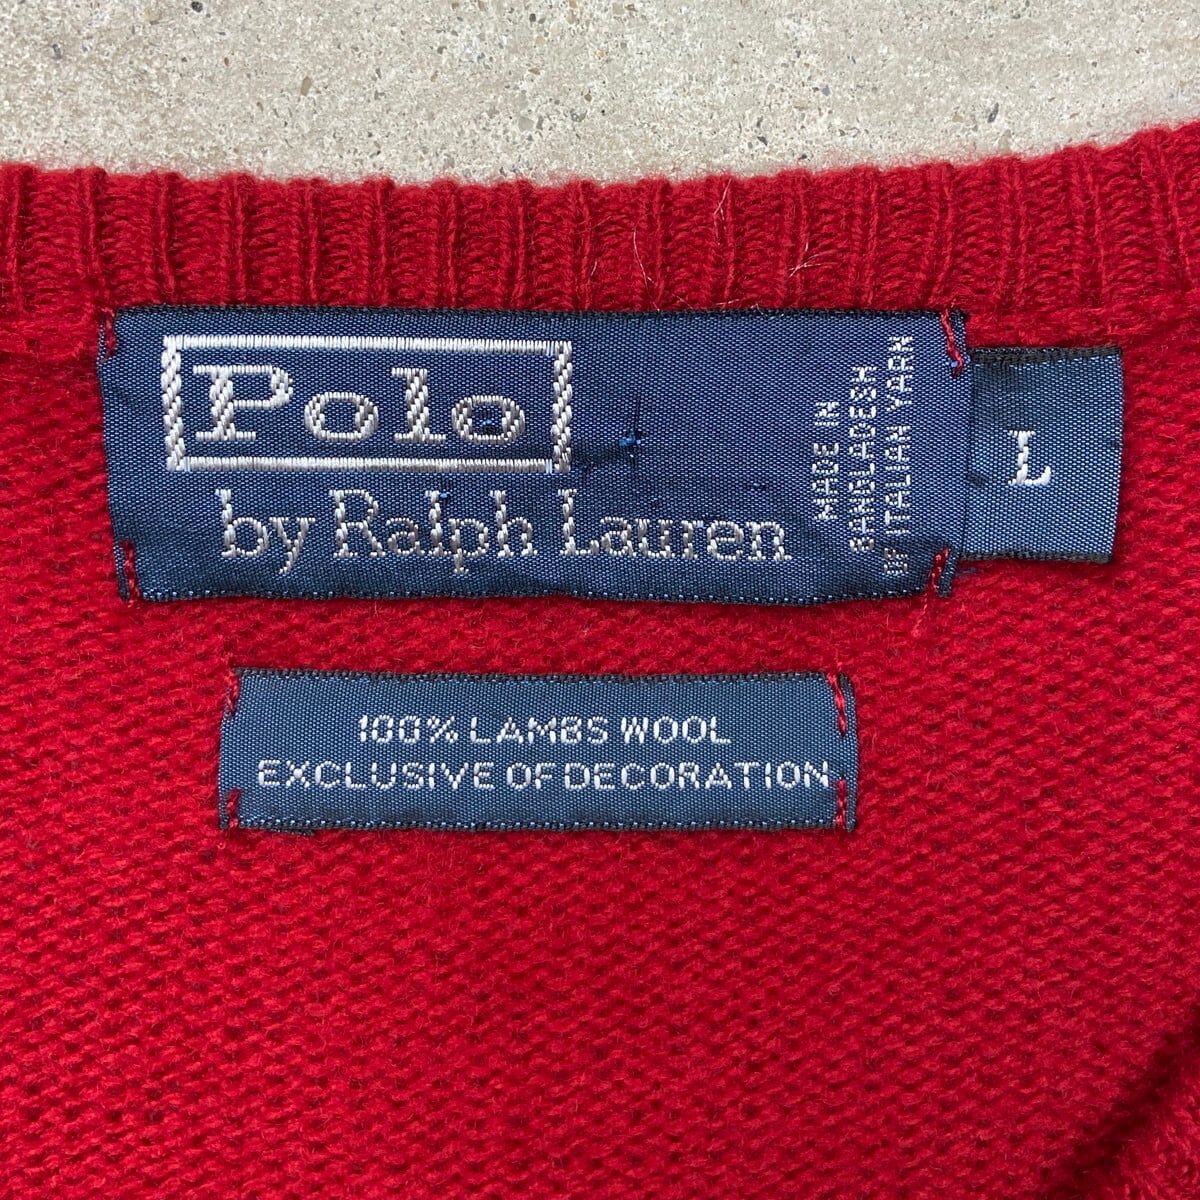 Polo
by Ralph Lauren
MADE IN
BANGLADESH
OF ITALIAN YARN
L
100% LAMBS WOOL
EXCLUSIVE OF DECORATION